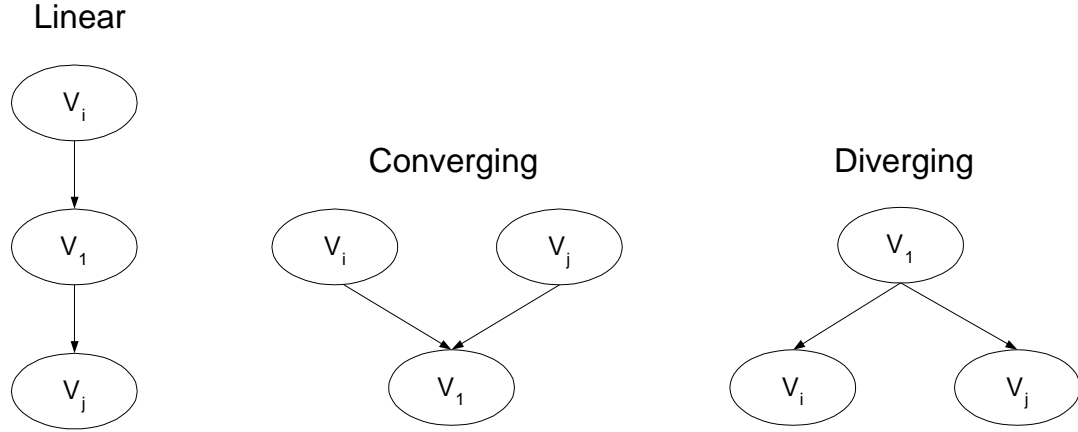 Linear
V_i
V_1
V_j
Converging
V_i V_j
V_1
Diverging
V_1
V_i V_j